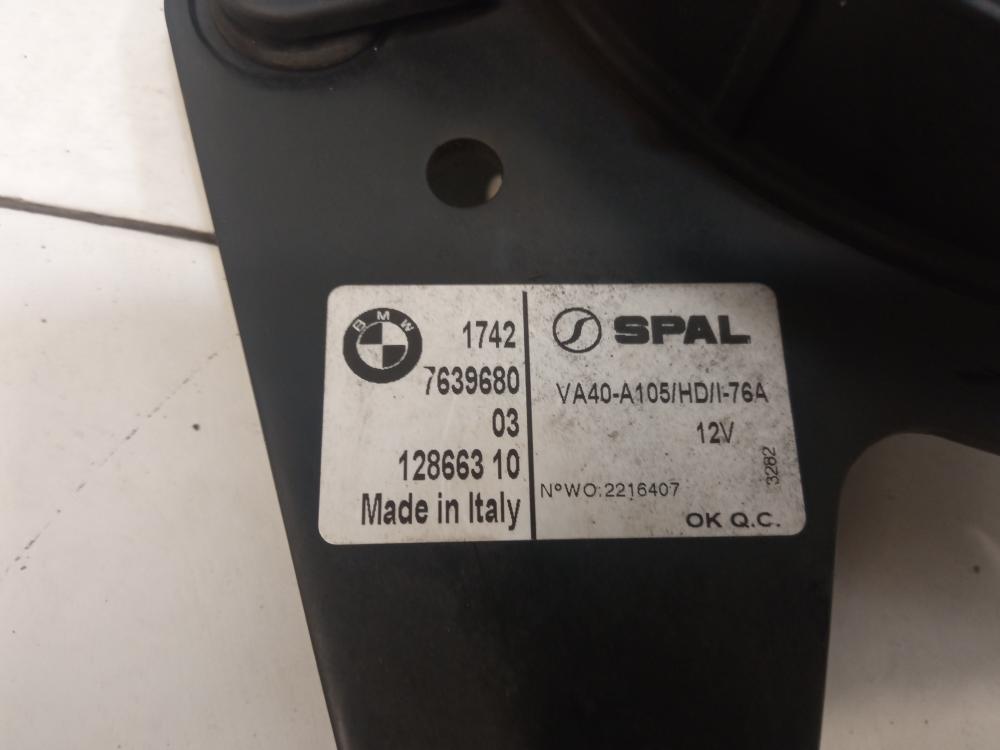 BMW
1742
7639680
03
128663 10
Made in Italy
SPAL
VA40-A105/HD/I-76A
12V
3282
N°WO:2216407
OK Q.C.